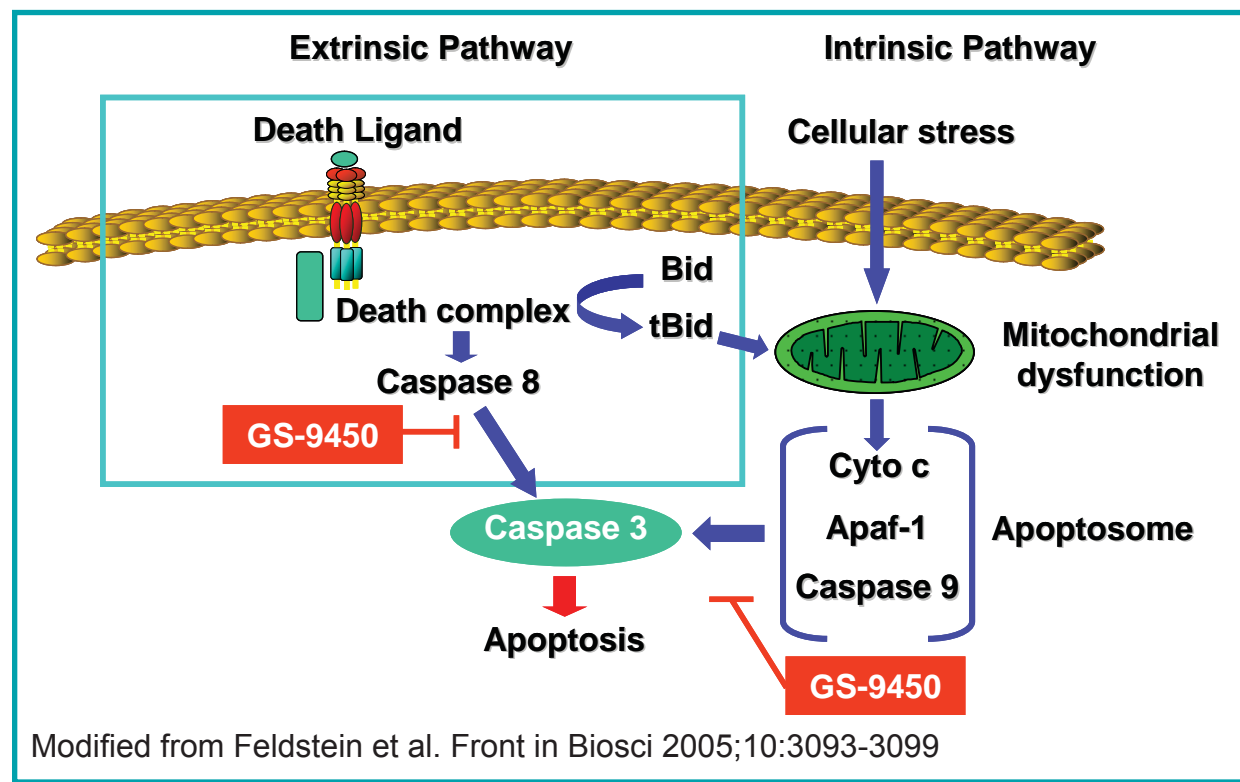 Extrinsic Pathway
Intrinsic Pathway
Death Ligand
Cellular stress
Bid
Death complex
tBid
Mitochondrial
dysfunction
Caspase 8
GS-9450
Cyto c
Caspase 3
Apaf-1
Apoptosome
Caspase 9
Apoptosis
GS-9450
Modified from Feldstein et al. Front in Biosci 2005;10:3093-3099